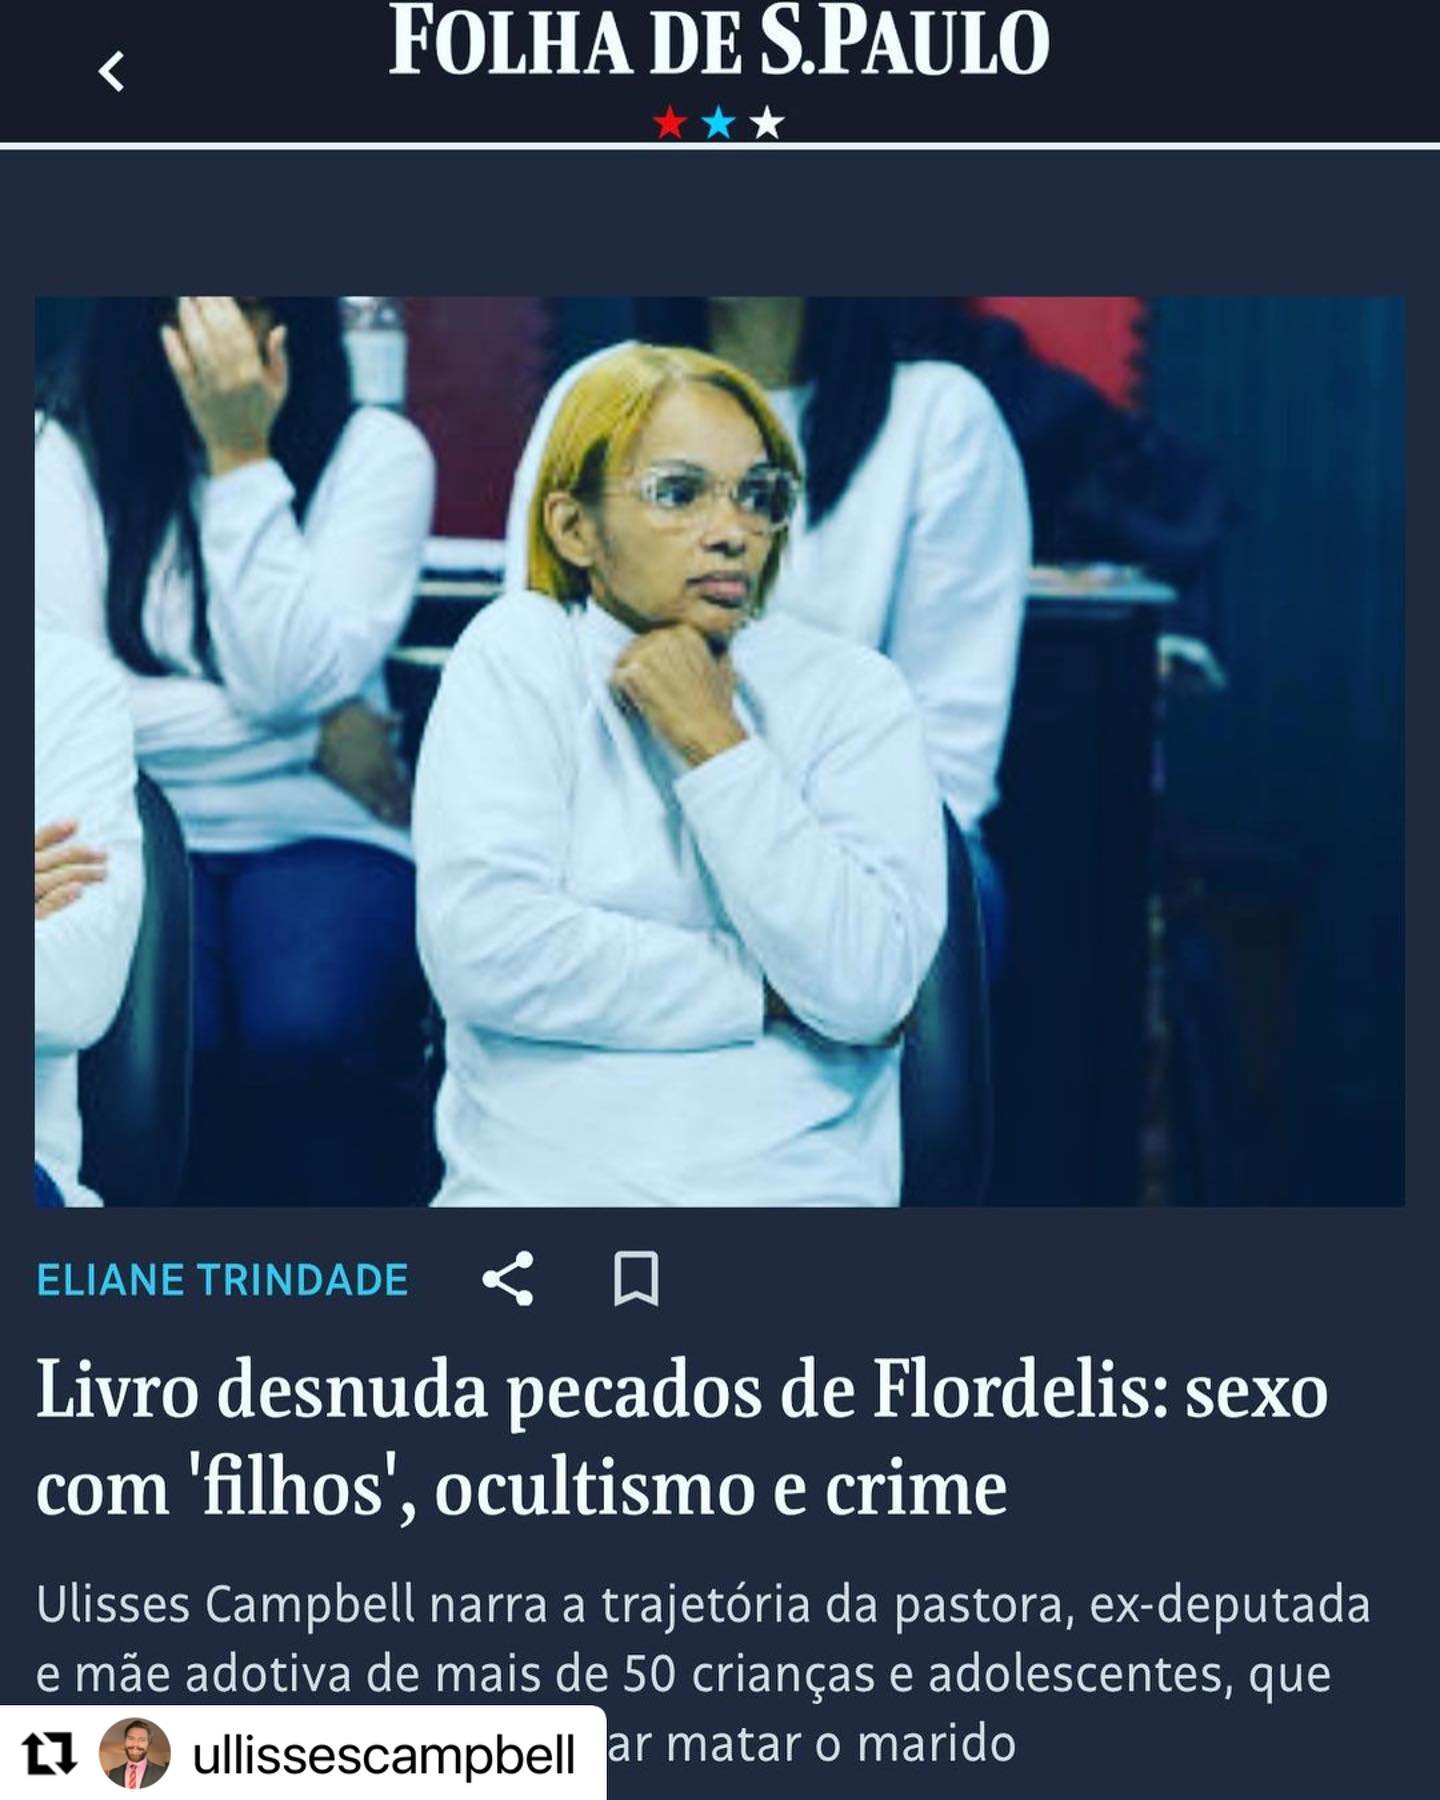 FOLHA DE S.PAULO
ELIANE TRINDADE
Livro desnuda pecados de Flordelis: sexo
com 'filhos', ocultismo e crime
Ulisses Campbell narra a trajetória da pastora, ex-deputada
e mãe adotiva de mais de 50 crianças e adolescentes, que
ar matar o marido
ullissescampbell